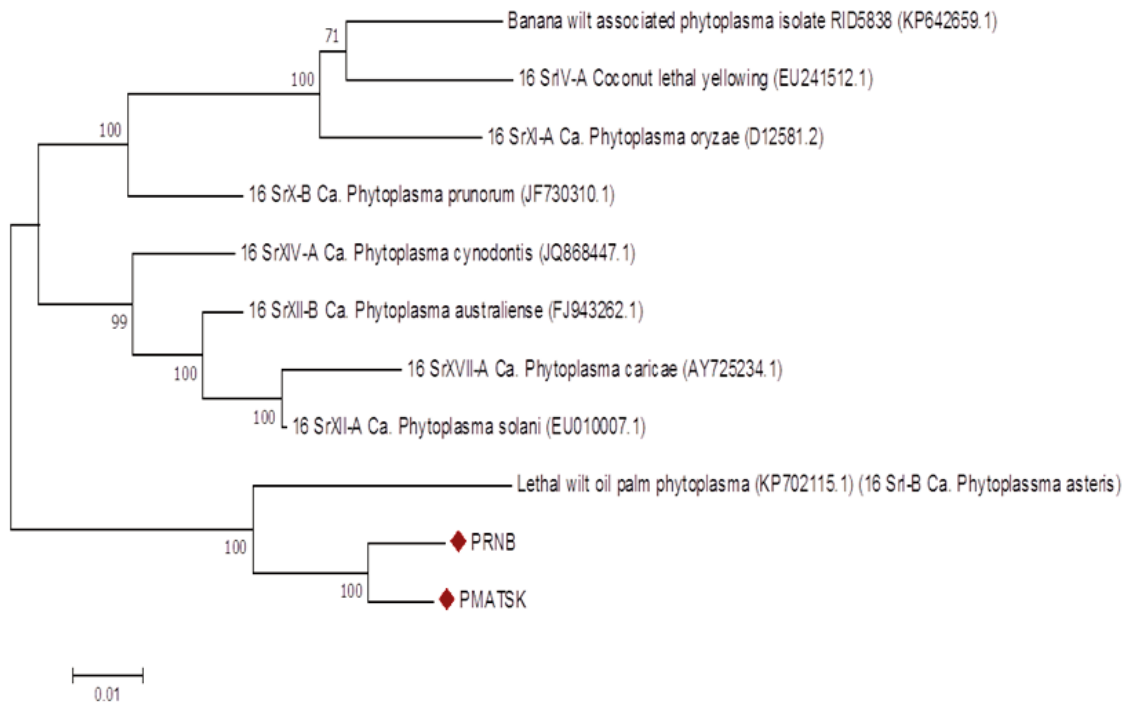 Banana wilt associated phytoplasma isolate RID5838 (KP642659.1)
71
16 SrIV-A Coconut lethal yellowing (EU241512.1)
100
16 SrXI-A Ca. Phytoplasma oryzae (D12581.2)
100
16 SrX-B Ca. Phytoplasma prunorum (JF730310.1)
16 SrXIV-A Ca. Phytoplasma cynodontis (JQ868447.1)
16 SrXII-B Ca. Phytoplasma australiense (FJ943262.1)
99
16 SrXVII-A Ca. Phytoplasma caricae (AY725234.1)
100
100
16 SrXII-A Ca. Phytoplasma solani (EU010007.1)
Lethal wilt oil palm phytoplasma (KP702115.1) (16 SrI-B Ca. Phytoplassma asteris)
PRNB
100
100
PMATSK
0.01